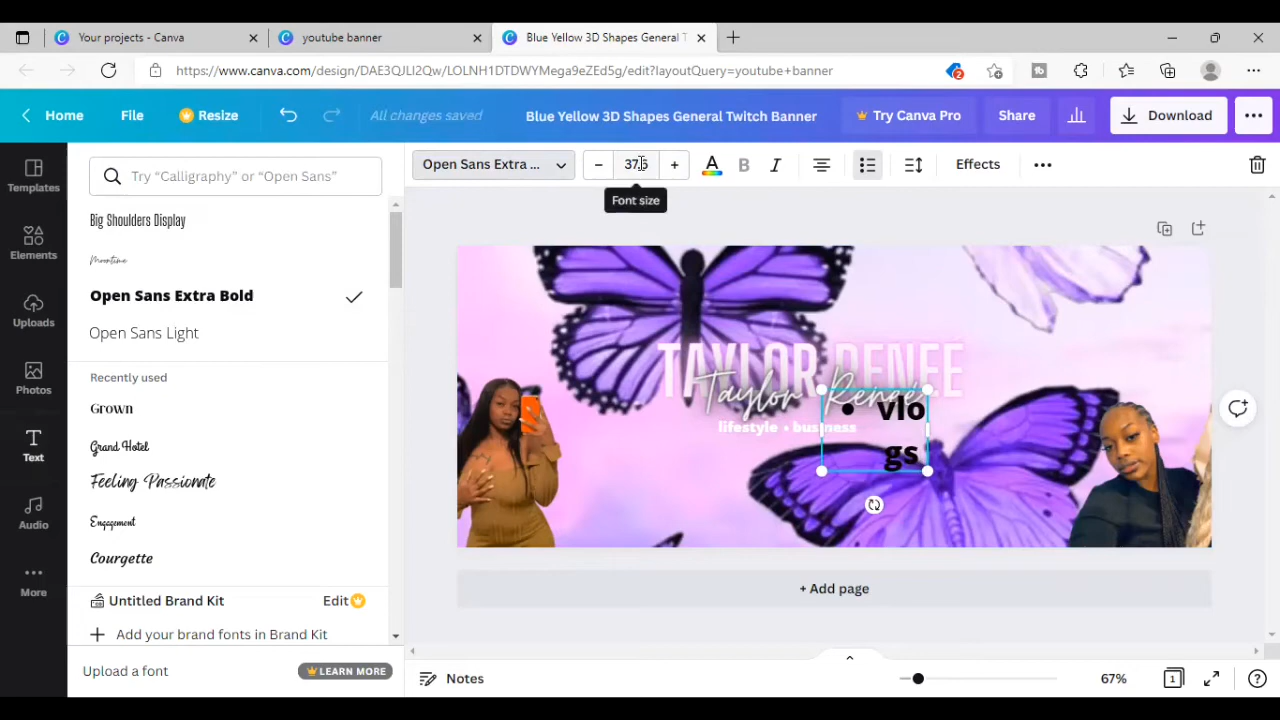 Your projects - Canva
youtube banner
Blue Yellow 3D Shapes General T
https://www.canva.com/design/DAE3QJLI2Qw/LOLNH1DTDWYMega9eZEd5g/edit?layoutQuery=youtube+banner
2
Home
File
Resize
All changes saved
Blue Yellow 3D Shapes General Twitch Banner
Try Canva Pro
Share
Download
Templates
Elements
Uploads
Photos
Text
Audio
More
Try “Calligraphy” or “Open Sans”
Open Sans Extra ...
A
B
I
Effects
Font size
Big Shoulders Display
Moontime
Open Sans Extra Bold
Open Sans Light
Recently used
Grown
Grand Hotel
Feeling Passionate
Engagement
Courgette
Untitled Brand Kit
Edit
Add your brand fonts in Brand Kit
Upload a font
LEARN MORE
TAYLOR RENEE
Taylor Renee
lifestyle • business
• vlo
gs
+ Add page
Notes
67%
1